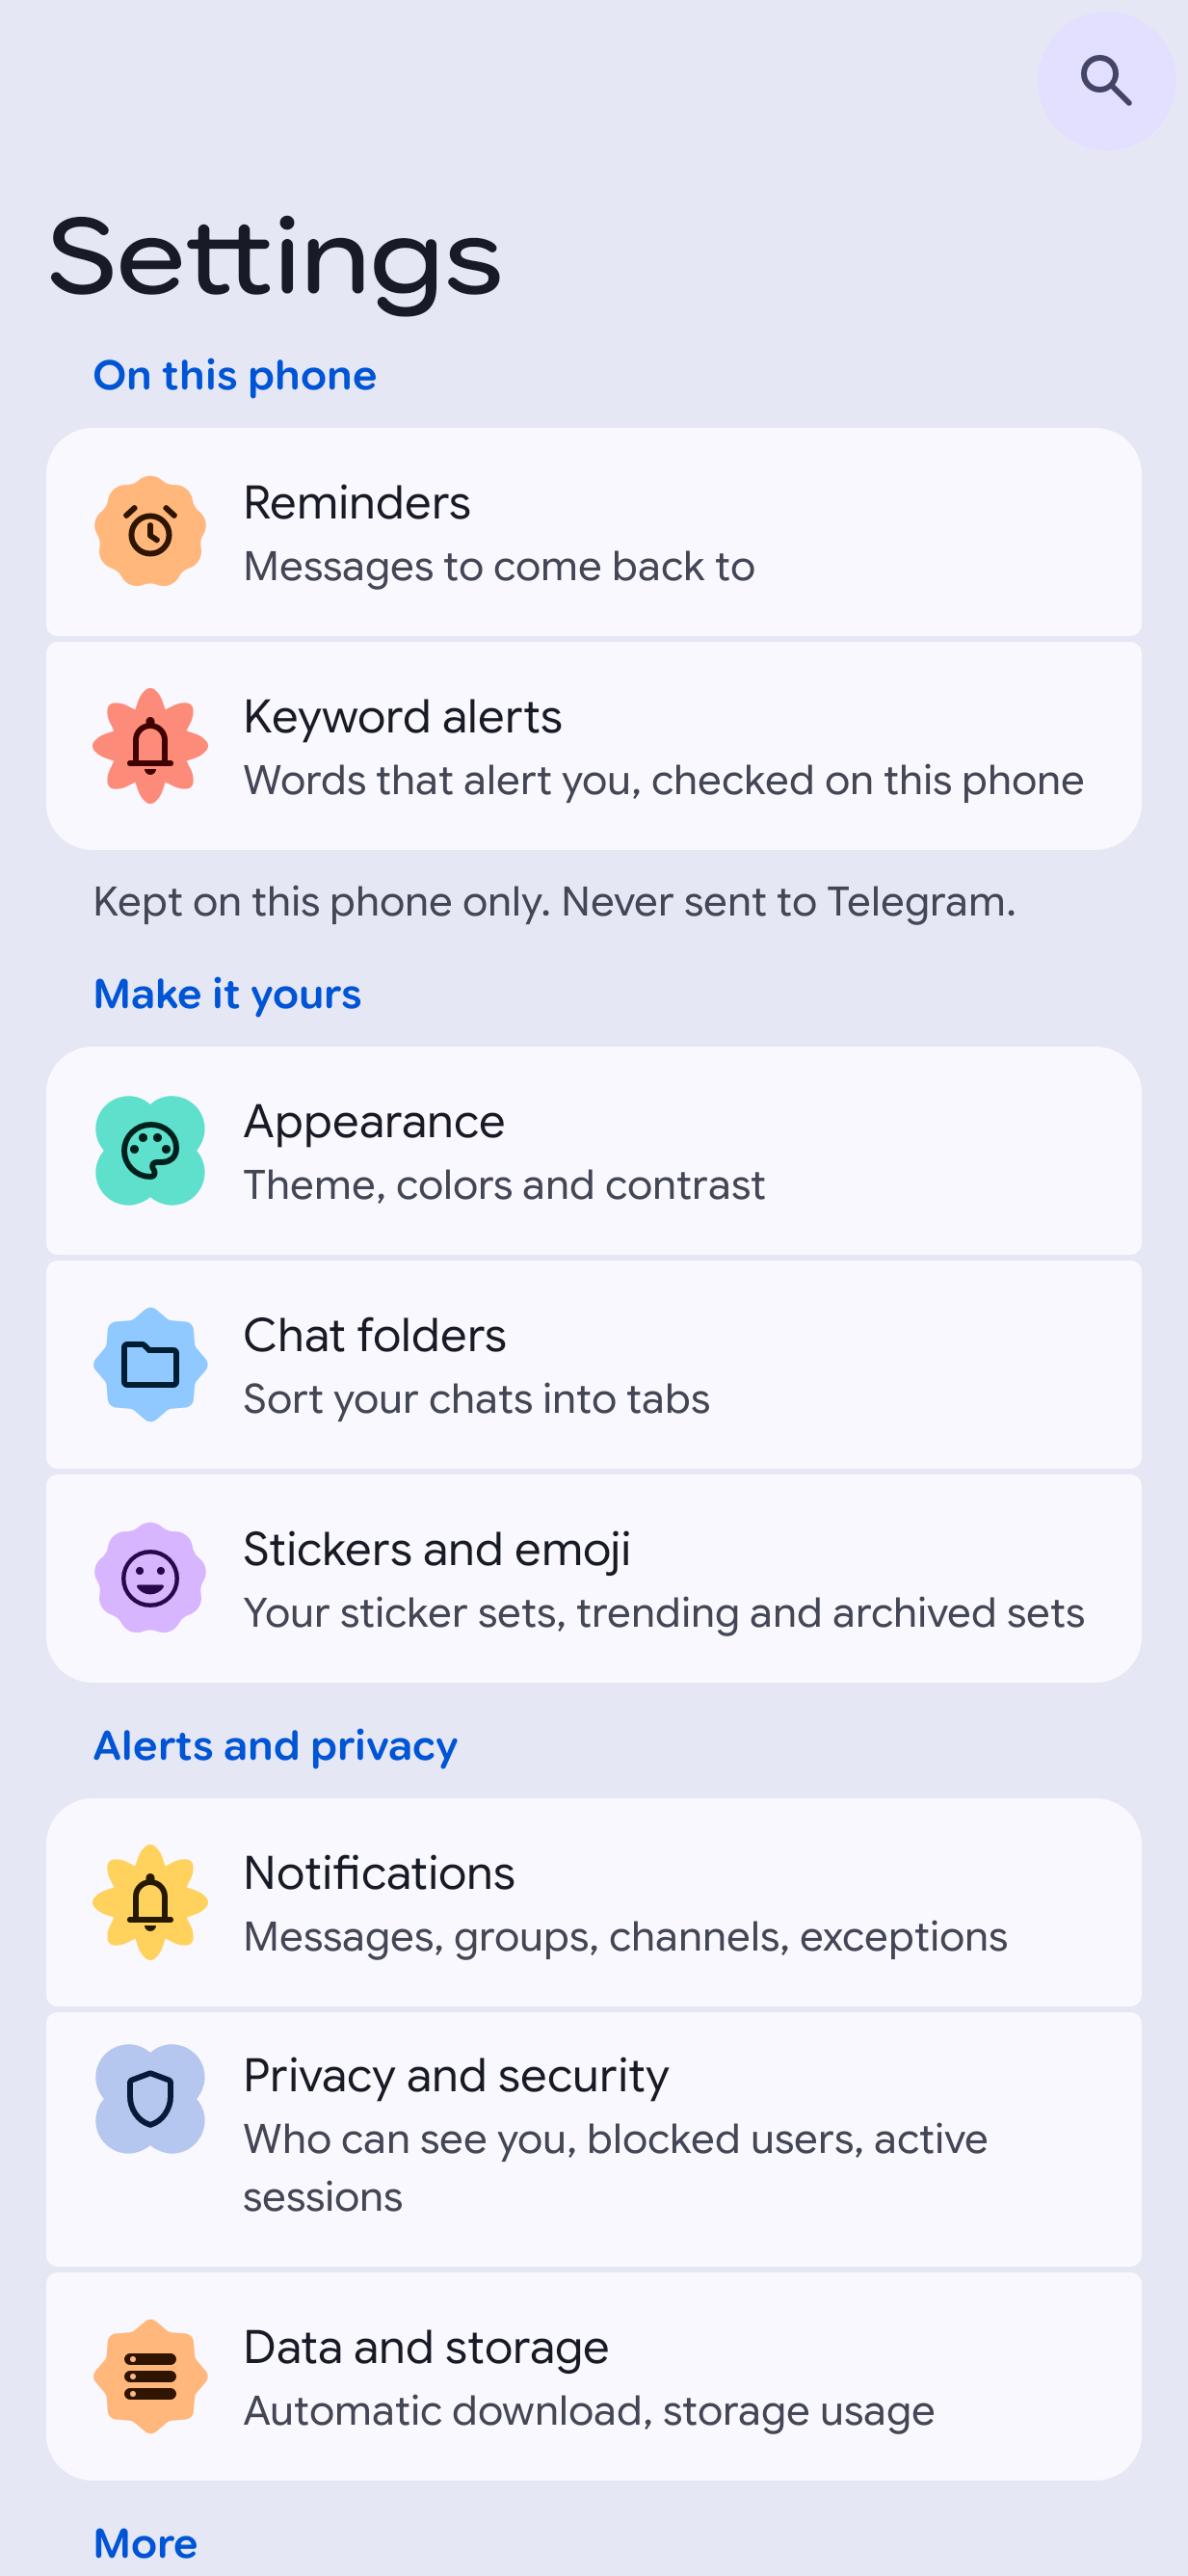 Settings
On this phone
Reminders
Messages to come back to
Keyword alerts
Words that alert you, checked on this phone
Kept on this phone only. Never sent to Telegram.
Make it yours
Appearance
Theme, colors and contrast
Chat folders
Sort your chats into tabs
Stickers and emoji
Your sticker sets, trending and archived sets
Alerts and privacy
Notifications
Messages, groups, channels, exceptions
Privacy and security
Who can see you, blocked users, active
sessions
Data and storage
Automatic download, storage usage
More